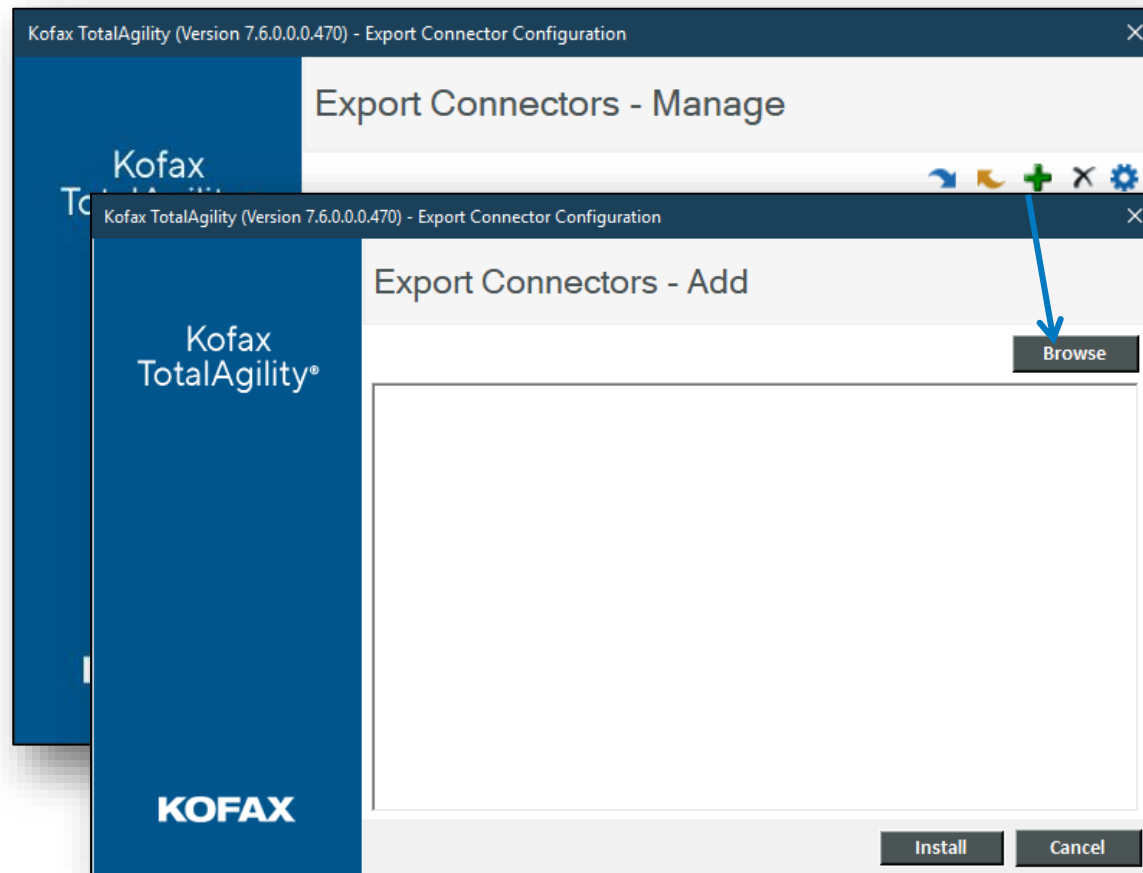 Kofax TotalAgility (Version 7.6.0.0.0.470) - Export Connector Configuration
Export Connectors - Manage
Kofax
Kofax TotalAgility (Version 7.6.0.0.0.470) - Export Connector Configuration
Export Connectors - Add
Kofax
TotalAgility®
Browse
KOFAX
Install
Cancel